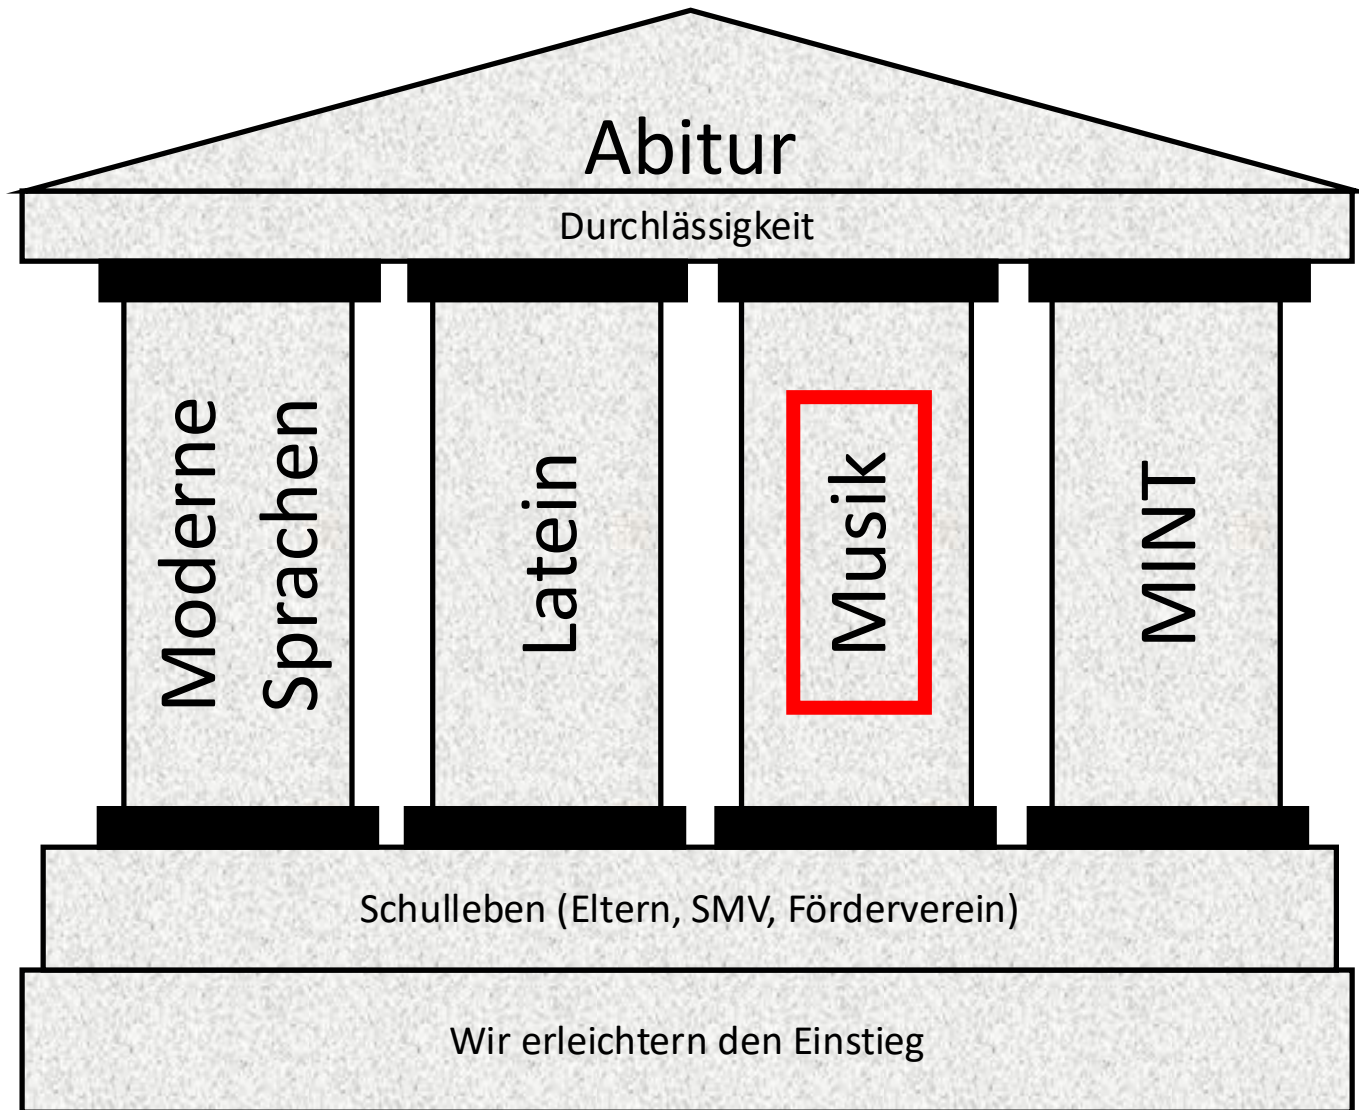 Abitur
Durchlässigkeit
Moderne
Sprachen
Latein
Musik
MINT
Schulleben (Eltern, SMV, Förderverein)
Wir erleichtern den Einstieg